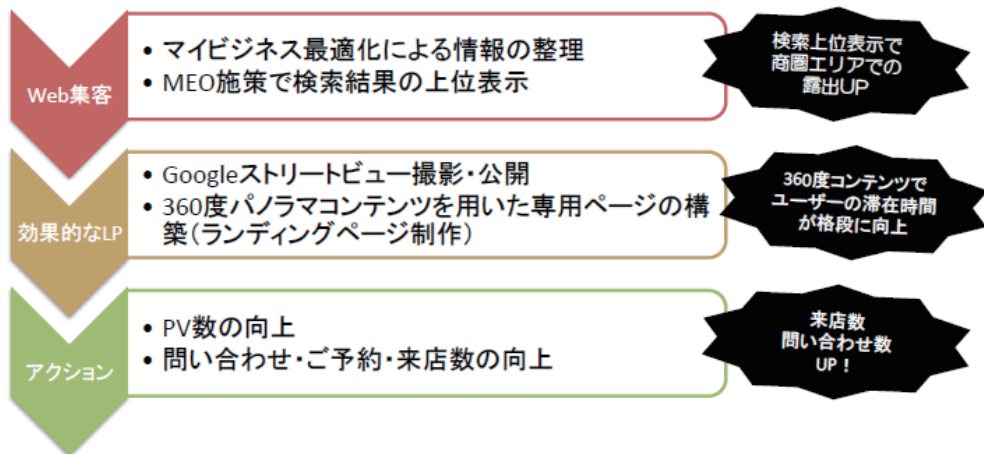 Web集客
• マイビジネス最適化による情報の整理
• MEO施策で検索結果の上位表示
検索上位表示で
商圏エリアでの
露出UP
効果的なLP
• Googleストリートビュー撮影・公開
• 360度パノラマコンテンツを用いた専用ページの構
築（ランディングページ制作）
360度コンテンツで
ユーザーの滞在時間
が格段に向上
アクション
• PV数の向上
• 問い合わせ・ご予約・来店数の向上
来店数
問い合わせ数
UP！